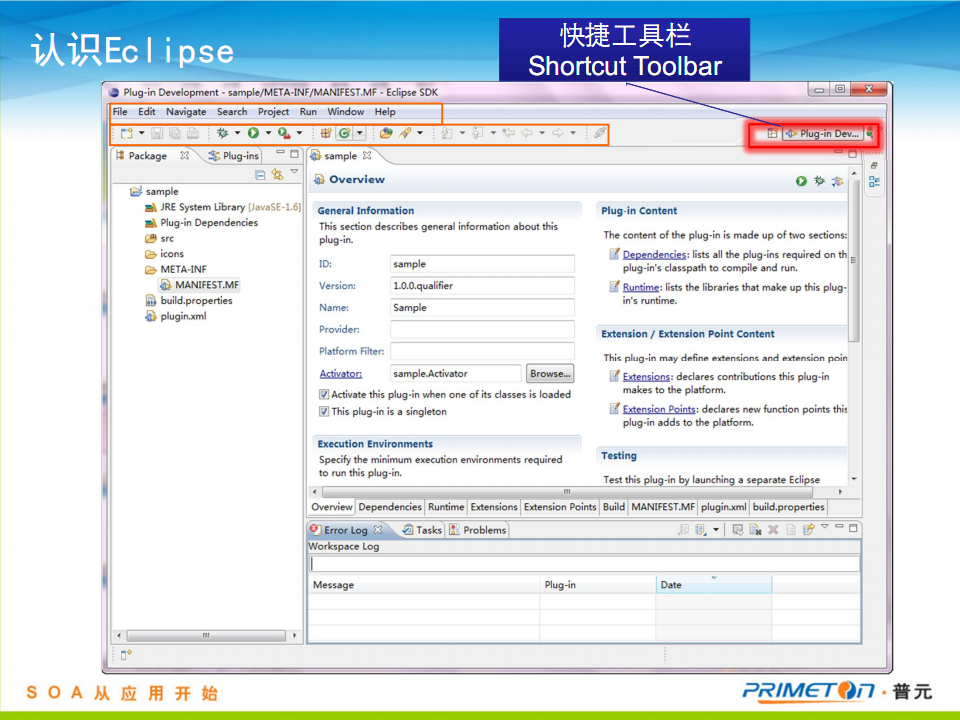 认识Eclipse
快捷工具栏
Shortcut Toolbar
Plug-in Development - sample/META-INF/MANIFEST.MF - Eclipse SDK
File Edit Navigate Search Project Run Window Help
Plug-in Dev...
Package Plug-ins
sample
JRE System Library [JavaSE-1.6]
Plug-in Dependencies
src
icons
META-INF
MANIFEST.MF
build.properties
plugin.xml
sample
Overview
General Information
This section describes general information about this
plug-in.
ID: sample
Version: 1.0.0.qualifier
Name: Sample
Provider:
Platform Filter:
Activator: sample.Activator Browse...
Activate this plug-in when one of its classes is loaded
This plug-in is a singleton
Execution Environments
Specify the minimum execution environments required
to run this plug-in.
Plug-in Content
The content of the plug-in is made up of two sections:
Dependencies: lists all the plug-ins required on th
plug-in's classpath to compile and run.
Runtime: lists the libraries that make up this plug-
in's runtime.
Extension / Extension Point Content
This plug-in may define extensions and extension poin
Extensions: declares contributions this plug-in
makes to the platform.
Extension Points: declares new function points this
plug-in adds to the platform.
Testing
Test this plug-in by launching a separate Eclipse
Overview Dependencies Runtime Extensions Extension Points Build MANIFEST.MF plugin.xml build.properties
Error Log Tasks Problems
Workspace Log
Message Plug-in Date
SOA从应用开始
PRIMETON·普元